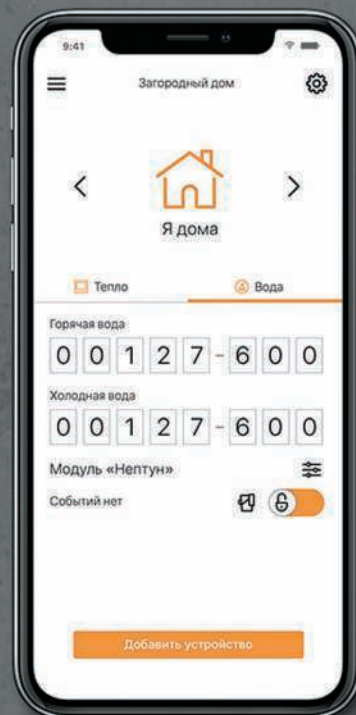 9:41
Загородный дом
Я дома
Тепло Вода
Горячая вода
00127-600
Холодная вода
00127-600
Модуль «Нептун»
Событий нет
Добавить устройство